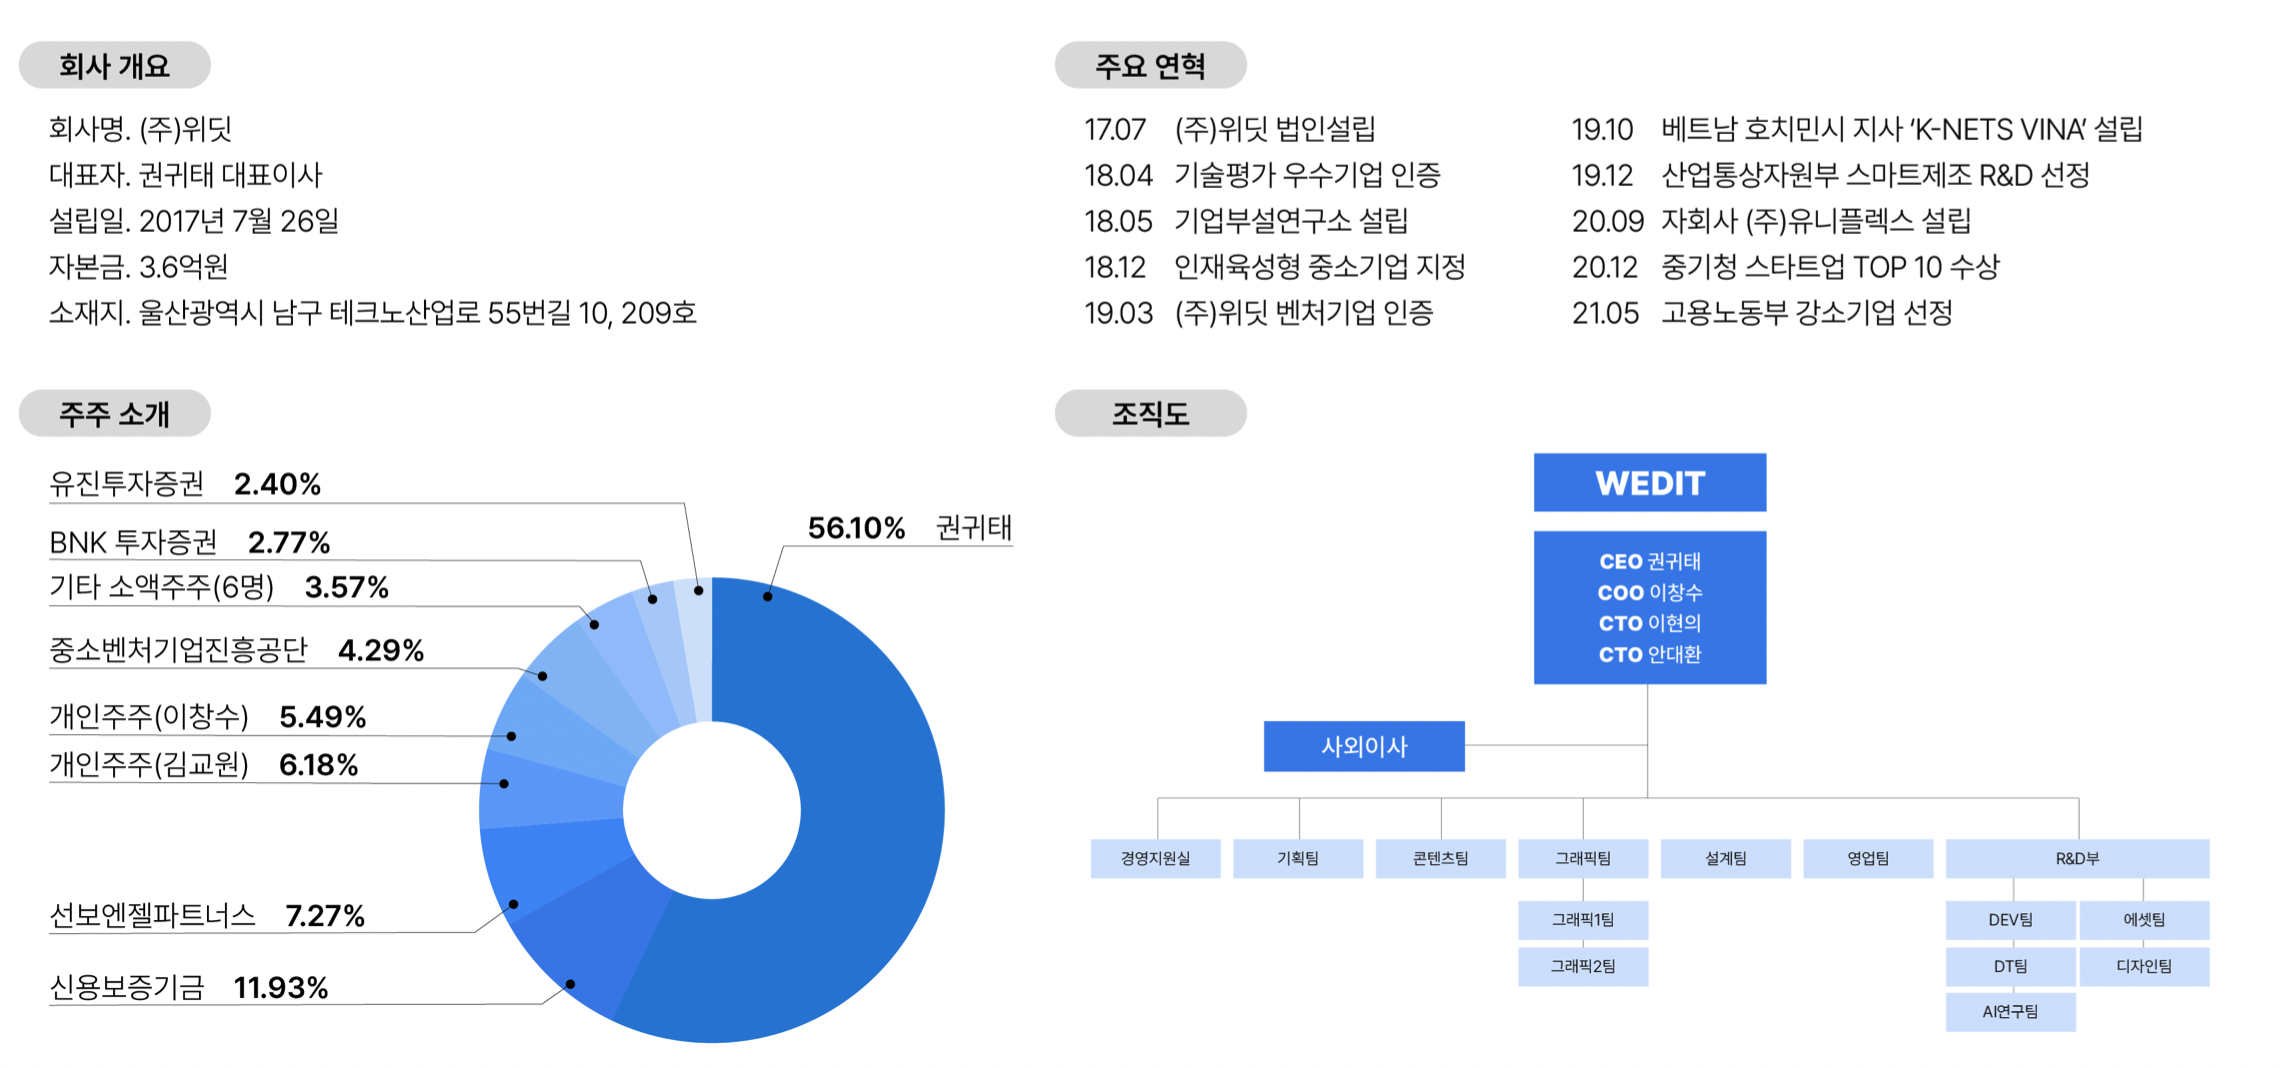 회사 개요
회사명. (주)위딧
대표자. 권귀태 대표이사
설립일. 2017년 7월 26일
자본금. 3.6억원
소재지. 울산광역시 남구 테크노산업로 55번길 10, 209호
주요 연혁
17.07 (주)위딧 법인설립
18.04 기술평가 우수기업 인증
18.05 기업부설연구소 설립
18.12 인재육성형 중소기업 지정
19.03 (주)위딧 벤처기업 인증
19.10 베트남 호치민시 지사 ‘K-NETS VINA’ 설립
19.12 산업통상자원부 스마트제조 R&D 선정
20.09 자회사 (주)유니플렉스 설립
20.12 중기청 스타트업 TOP 10 수상
21.05 고용노동부 강소기업 선정
주주 소개
유진투자증권 2.40%
BNK 투자증권 2.77%
기타 소액주주(6명) 3.57%
중소벤처기업진흥공단 4.29%
개인주주(이창수) 5.49%
개인주주(김교원) 6.18%
선보엔젤파트너스 7.27%
신용보증기금 11.93%
56.10% 권귀태
조직도
WEDIT
CEO 권귀태
COO 이창수
CTO 이현의
CTO 안대환
사외이사
경영지원실
기획팀
콘텐츠팀
그래픽팀
설계팀
영업팀
R&D부
그래픽1팀
그래픽2팀
DEV팀
에셋팀
DT팀
디자인팀
AI연구팀